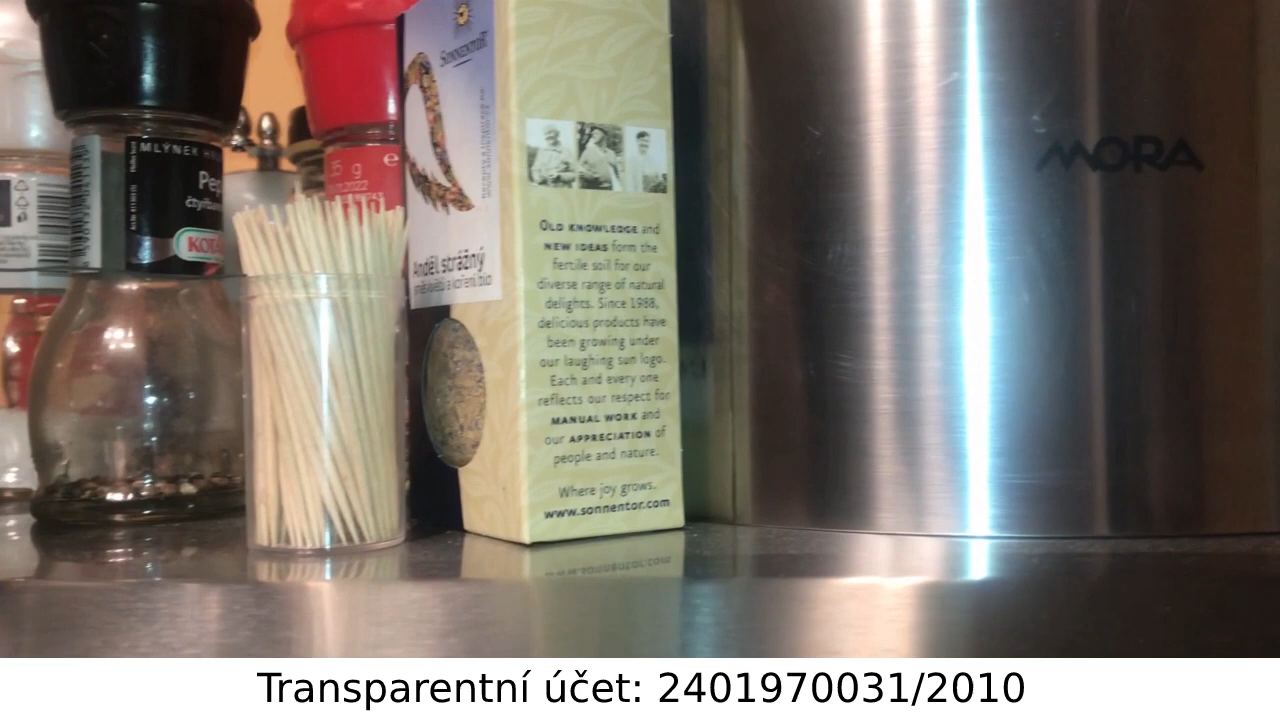 MLÝNEK
čtyř
35 g
e
SONNENTOR
Anděl strážný
OLD KNOWLEDGE and
NEW IDEAS form the
fertile soil for our
diverse range of natural
delights. Since 1988,
delicious products have
been growing under
our laughing sun logo.
Each and every one
reflects our respect for
MANUAL WORK and
our APPRECIATION of
people and nature.
Where joy grows.
www.sonnentor.com
MORA
Transparentní účet: 2401970031/2010